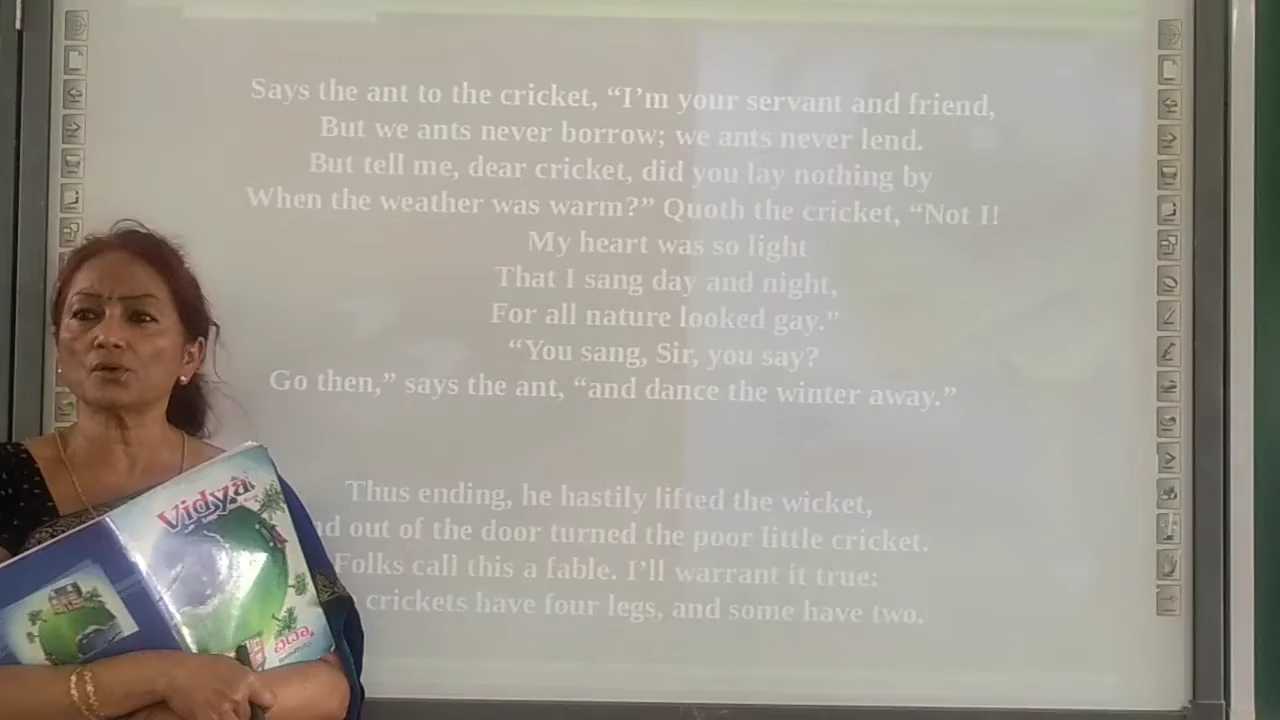 Says the ant to the cricket, “I’m your servant and friend,
But we ants never borrow; we ants never lend.
But tell me, dear cricket, did you lay nothing by
When the weather was warm?” Quoth the cricket, “Not I!
My heart was so light
That I sang day and night,
For all nature looked gay.”
“You sang, Sir, you say?
Go then,” says the ant, “and dance the winter away.”
Thus ending, he hastily lifted the wicket,
out of the door turned the poor little cricket.
Folks call this a fable. I’ll warrant it true:
crickets have four legs, and some have two.
Vidya